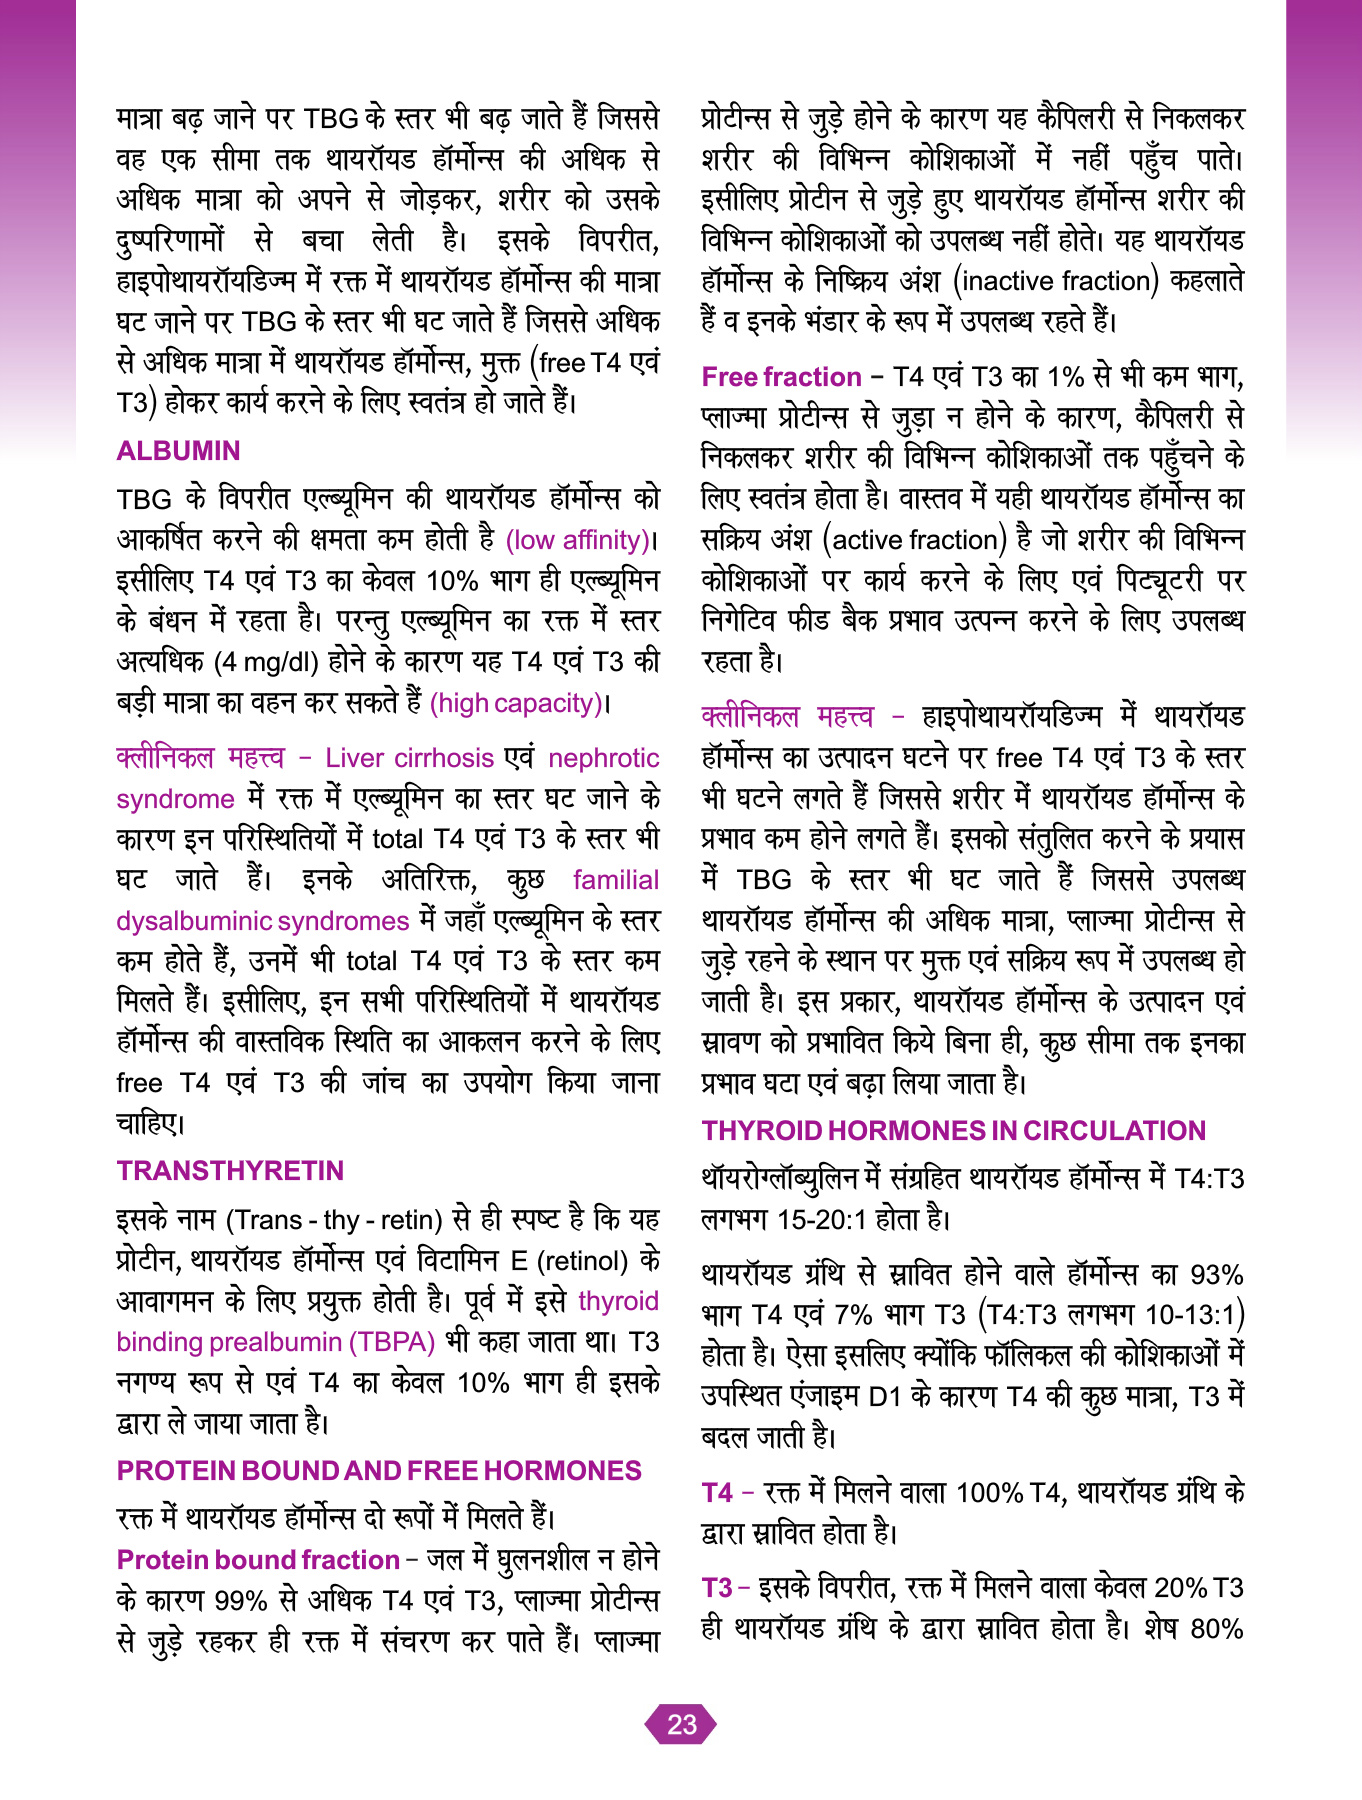 मात्रा बढ़ जाने पर TBG के स्तर भी बढ़ जाते हैं जिससे
वह एक सीमा तक थायरॉयड हॉर्मोन्स की अधिक से
अधिक मात्रा को अपने से जोड़कर, शरीर को उसके
दुष्परिणामों से बचा लेती है। इसके विपरीत,
हाइपोथायरॉयडिज्म में रक्त में थायरॉयड हॉर्मोन्स की मात्रा
घट जाने पर TBG के स्तर भी घट जाते हैं जिससे अधिक
से अधिक मात्रा में थायरॉयड हॉर्मोन्स, मुक्त (free T4 एवं
T3) होकर कार्य करने के लिए स्वतंत्र हो जाते हैं।
ALBUMIN
TBG के विपरीत एल्ब्यूमिन की थायरॉयड हॉर्मोन्स को
आकर्षित करने की क्षमता कम होती है (low affinity)।
इसीलिए T4 एवं T3 का केवल 10% भाग ही एल्ब्यूमिन
के बंधन में रहता है। परन्तु एल्ब्यूमिन का रक्त में स्तर
अत्यधिक (4 mg/dl) होने के कारण यह T4 एवं T3 की
बड़ी मात्रा का वहन कर सकते हैं (high capacity)।
क्लीनिकल महत्त्व – Liver cirrhosis एवं nephrotic
syndrome में रक्त में एल्ब्यूमिन का स्तर घट जाने के
कारण इन परिस्थितियों में total T4 एवं T3 के स्तर भी
घट जाते हैं। इनके अतिरिक्त, कुछ familial
dysalbuminic syndromes में जहाँ एल्ब्यूमिन के स्तर
कम होते हैं, उनमें भी total T4 एवं T3 के स्तर कम
मिलते हैं। इसीलिए, इन सभी परिस्थितियों में थायरॉयड
हॉर्मोन्स की वास्तविक स्थिति का आकलन करने के लिए
free T4 एवं T3 की जांच का उपयोग किया जाना
चाहिए।
TRANSTHYRETIN
इसके नाम (Trans - thy - retin) से ही स्पष्ट है कि यह
प्रोटीन, थायरॉयड हॉर्मोन्स एवं विटामिन E (retinol) के
आवागमन के लिए प्रयुक्त होती है। पूर्व में इसे thyroid
binding prealbumin (TBPA) भी कहा जाता था। T3
नगण्य रूप से एवं T4 का केवल 10% भाग ही इसके
द्वारा ले जाया जाता है।
PROTEIN BOUND AND FREE HORMONES
रक्त में थायरॉयड हॉर्मोन्स दो रूपों में मिलते हैं।
Protein bound fraction – जल में घुलनशील न होने
के कारण 99% से अधिक T4 एवं T3, प्लाज्मा प्रोटीन्स
से जुड़े रहकर ही रक्त में संचरण कर पाते हैं। प्लाज्मा
प्रोटीन्स से जुड़े होने के कारण यह कैपिलरी से निकलकर
शरीर की विभिन्न कोशिकाओं में नहीं पहुँच पाते।
इसीलिए प्रोटीन से जुड़े हुए थायरॉयड हॉर्मोन्स शरीर की
विभिन्न कोशिकाओं को उपलब्ध नहीं होते। यह थायरॉयड
हॉर्मोन्स के निष्क्रिय अंश (inactive fraction) कहलाते
हैं व इनके भंडार के रूप में उपलब्ध रहते हैं।
Free fraction – T4 एवं T3 का 1% से भी कम भाग,
प्लाज्मा प्रोटीन्स से जुड़ा न होने के कारण, कैपिलरी से
निकलकर शरीर की विभिन्न कोशिकाओं तक पहुँचने के
लिए स्वतंत्र होता है। वास्तव में यही थायरॉयड हॉर्मोन्स का
सक्रिय अंश (active fraction) है जो शरीर की विभिन्न
कोशिकाओं पर कार्य करने के लिए एवं पिट्यूटरी पर
निगेटिव फीड बैक प्रभाव उत्पन्न करने के लिए उपलब्ध
रहता है।
क्लीनिकल महत्त्व – हाइपोथायरॉयडिज्म में थायरॉयड
हॉर्मोन्स का उत्पादन घटने पर free T4 एवं T3 के स्तर
भी घटने लगते हैं जिससे शरीर में थायरॉयड हॉर्मोन्स के
प्रभाव कम होने लगते हैं। इसको संतुलित करने के प्रयास
में TBG के स्तर भी घट जाते हैं जिससे उपलब्ध
थायरॉयड हॉर्मोन्स की अधिक मात्रा, प्लाज्मा प्रोटीन्स से
जुड़े रहने के स्थान पर मुक्त एवं सक्रिय रूप में उपलब्ध हो
जाती है। इस प्रकार, थायरॉयड हॉर्मोन्स के उत्पादन एवं
स्रावण को प्रभावित किये बिना ही, कुछ सीमा तक इनका
प्रभाव घटा एवं बढ़ा लिया जाता है।
THYROID HORMONES IN CIRCULATION
थॉयरोग्लॉब्युलिन में संग्रहित थायरॉयड हॉर्मोन्स में T4:T3
लगभग 15-20:1 होता है।
थायरॉयड ग्रंथि से स्रावित होने वाले हॉर्मोन्स का 93%
भाग T4 एवं 7% भाग T3 (T4:T3 लगभग 10-13:1)
होता है। ऐसा इसलिए क्योंकि फॉलिकल की कोशिकाओं में
उपस्थित एंजाइम D1 के कारण T4 की कुछ मात्रा, T3 में
बदल जाती है।
T4 – रक्त में मिलने वाला 100% T4, थायरॉयड ग्रंथि के
द्वारा स्रावित होता है।
T3 – इसके विपरीत, रक्त में मिलने वाला केवल 20% T3
ही थायरॉयड ग्रंथि के द्वारा स्रावित होता है। शेष 80%
23